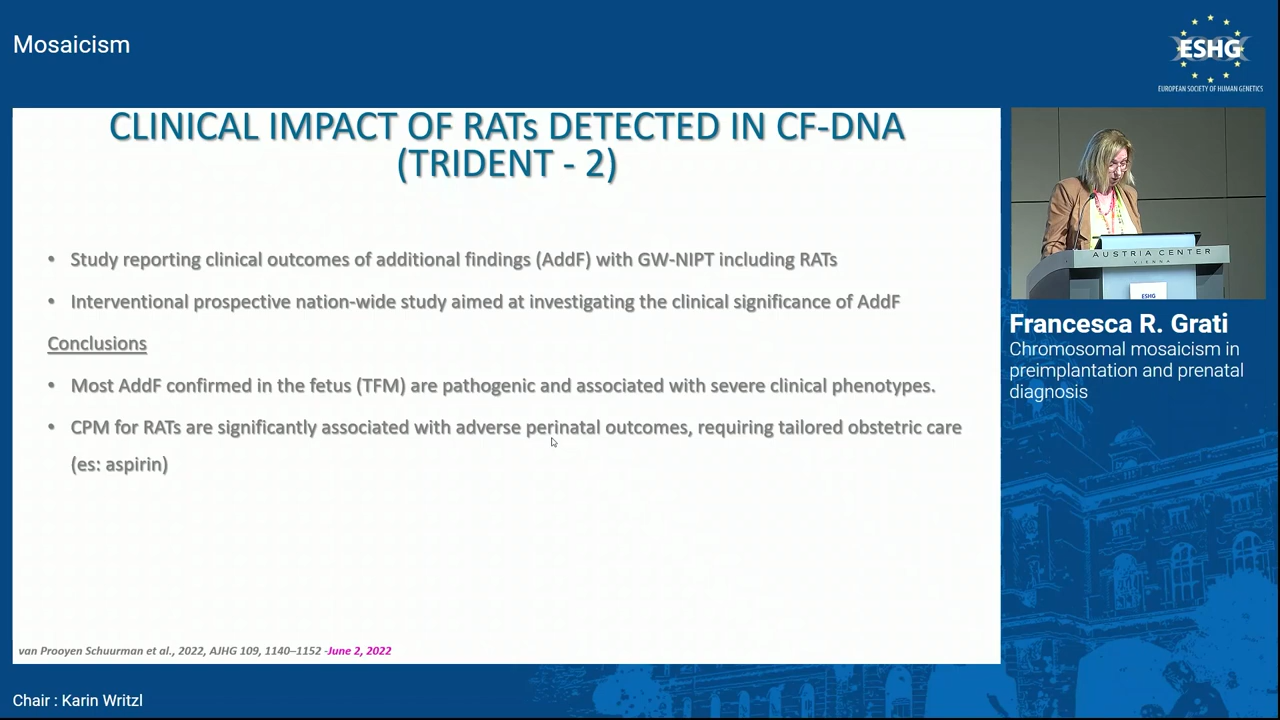 Mosaicism
ESHG
EUROPEAN SOCIETY OF HUMAN GENETICS
CLINICAL IMPACT OF RATs DETECTED IN CF-DNA
(TRIDENT - 2)
• Study reporting clinical outcomes of additional findings (AddF) with GW-NIPT including RATs
• Interventional prospective nation-wide study aimed at investigating the clinical significance of AddF
Conclusions
• Most AddF confirmed in the fetus (TFM) are pathogenic and associated with severe clinical phenotypes.
• CPM for RATs are significantly associated with adverse perinatal outcomes, requiring tailored obstetric care
(es: aspirin)
van Prooyen Schuurman et al., 2022, AJHG 109, 1140–1152 -June 2, 2022
AUSTRIA CENTER
VIENNA
ESHG
Francesca R. Grati
Chromosomal mosaicism in
preimplantation and prenatal
diagnosis
Chair : Karin Writzl